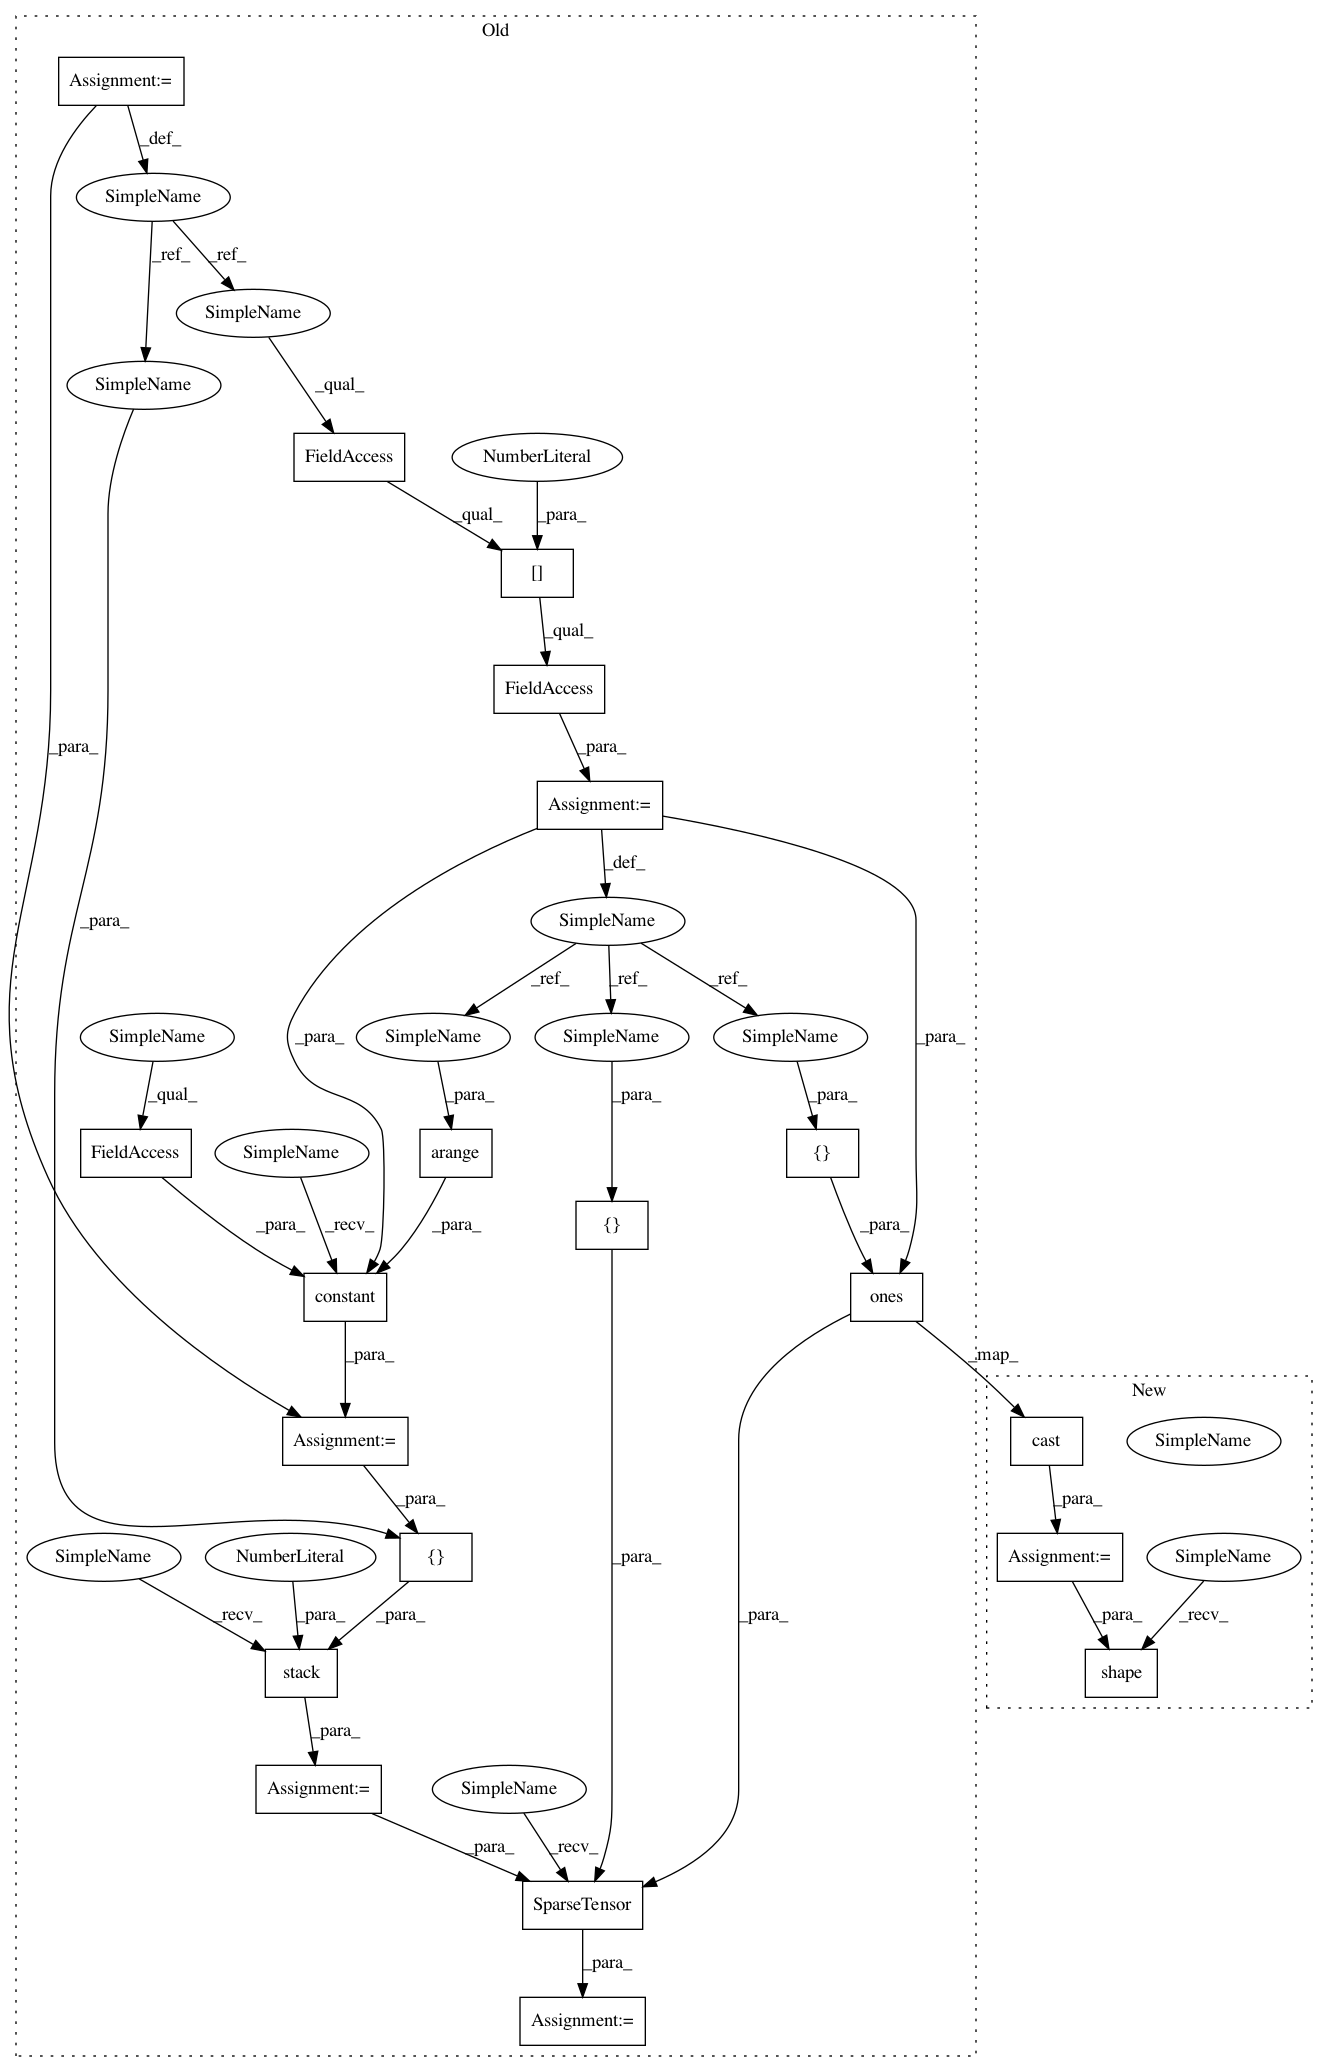 Old
Assignment:=
_def_
SimpleName
_ref_
_ref_
SimpleName
SimpleName
_qual_
FieldAccess
NumberLiteral
_qual_
_para_
[]
_qual_
FieldAccess
_para_
_para_
Assignment:=
_def_
_para_
SimpleName
_ref_
_ref_
_ref_
SimpleName
_para_
SimpleName
SimpleName
SimpleName
_para_
_qual_
_para_
_para_
_para_
FieldAccess
SimpleName
arange
{}
_para_
_recv_
_para_
{}
_para_
constant
ones
_para_
_map_
New
Assignment:=
cast
SimpleName
_para_
_para_
SimpleName
NumberLiteral
{}
_para_
Assignment:=
SimpleName
_recv_
_para_
_para_
_para_
_para_
_recv_
stack
shape
_para_
Assignment:=
SimpleName
_para_
_recv_
SparseTensor
_para_
Assignment:=